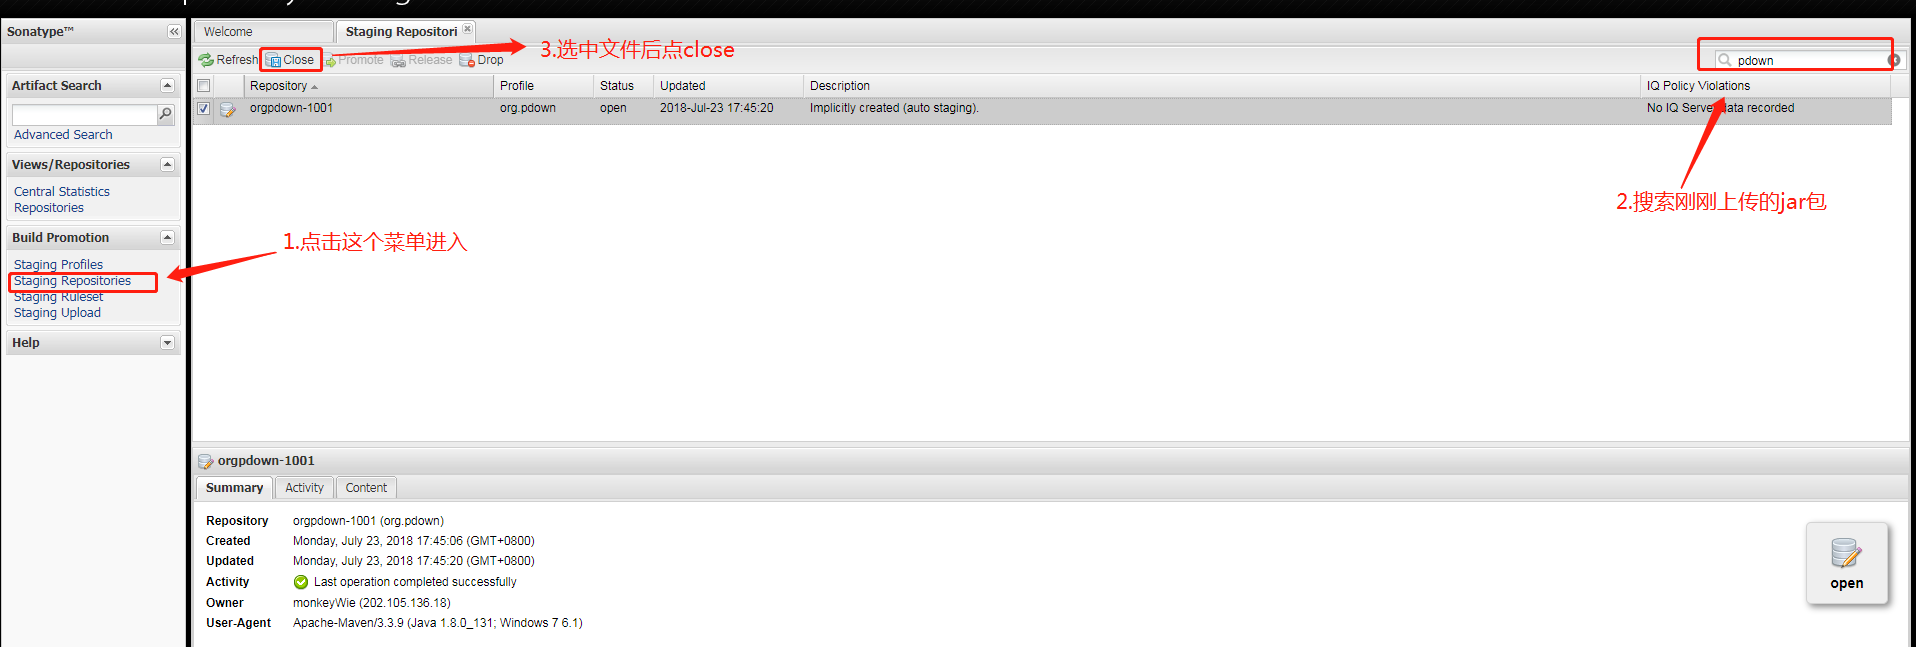 Sonatype™
Welcome
Staging Repositori
Refresh
Close
Promote
Release
Drop
3.选中文件后点close
pdown
Artifact Search
Advanced Search
Views/Repositories
Central Statistics
Repositories
Build Promotion
Staging Profiles
Staging Repositories
Staging Ruleset
Staging Upload
Help
1.点击这个菜单进入
Repository
Profile
Status
Updated
Description
IQ Policy Violations
orgpdown-1001
org.pdown
open
2018-Jul-23 17:45:20
Implicitly created (auto staging).
No IQ Server data recorded
2.搜索刚刚上传的jar包
orgpdown-1001
Summary
Activity
Content
Repository orgpdown-1001 (org.pdown)
Created Monday, July 23, 2018 17:45:06 (GMT+0800)
Updated Monday, July 23, 2018 17:45:20 (GMT+0800)
Activity Last operation completed successfully
Owner monkeyWie (202.105.136.18)
User-Agent Apache-Maven/3.3.9 (Java 1.8.0_131; Windows 7 6.1)
open